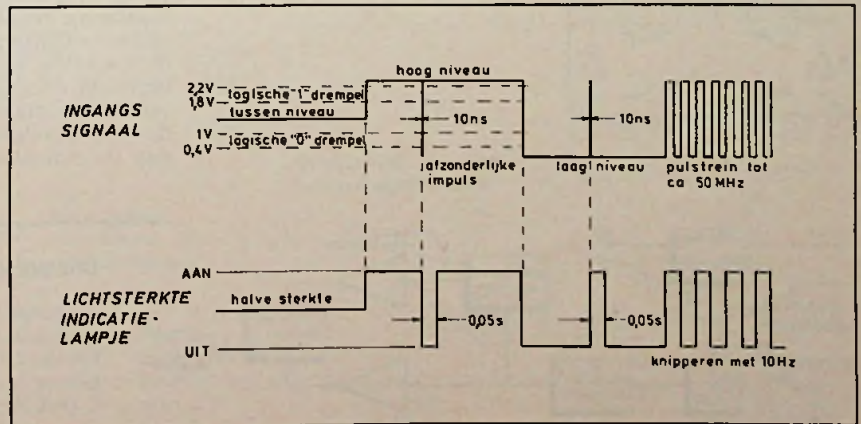 hoog niveau
2,2V
logische "1" drempel
1,8V
INGANGS
SIGNAAL
tussen niveau
10ns
10ns
1V
logische "0" drempel
0,4V
afzonderlijke
impuls
laag niveau
pulstrein tot
ca 50 MHz
AAN
LICHTSTERKTE
INDICATIE-
LAMPJE
halve sterkte
0,05s
0,05s
UIT
knipperen met 10Hz